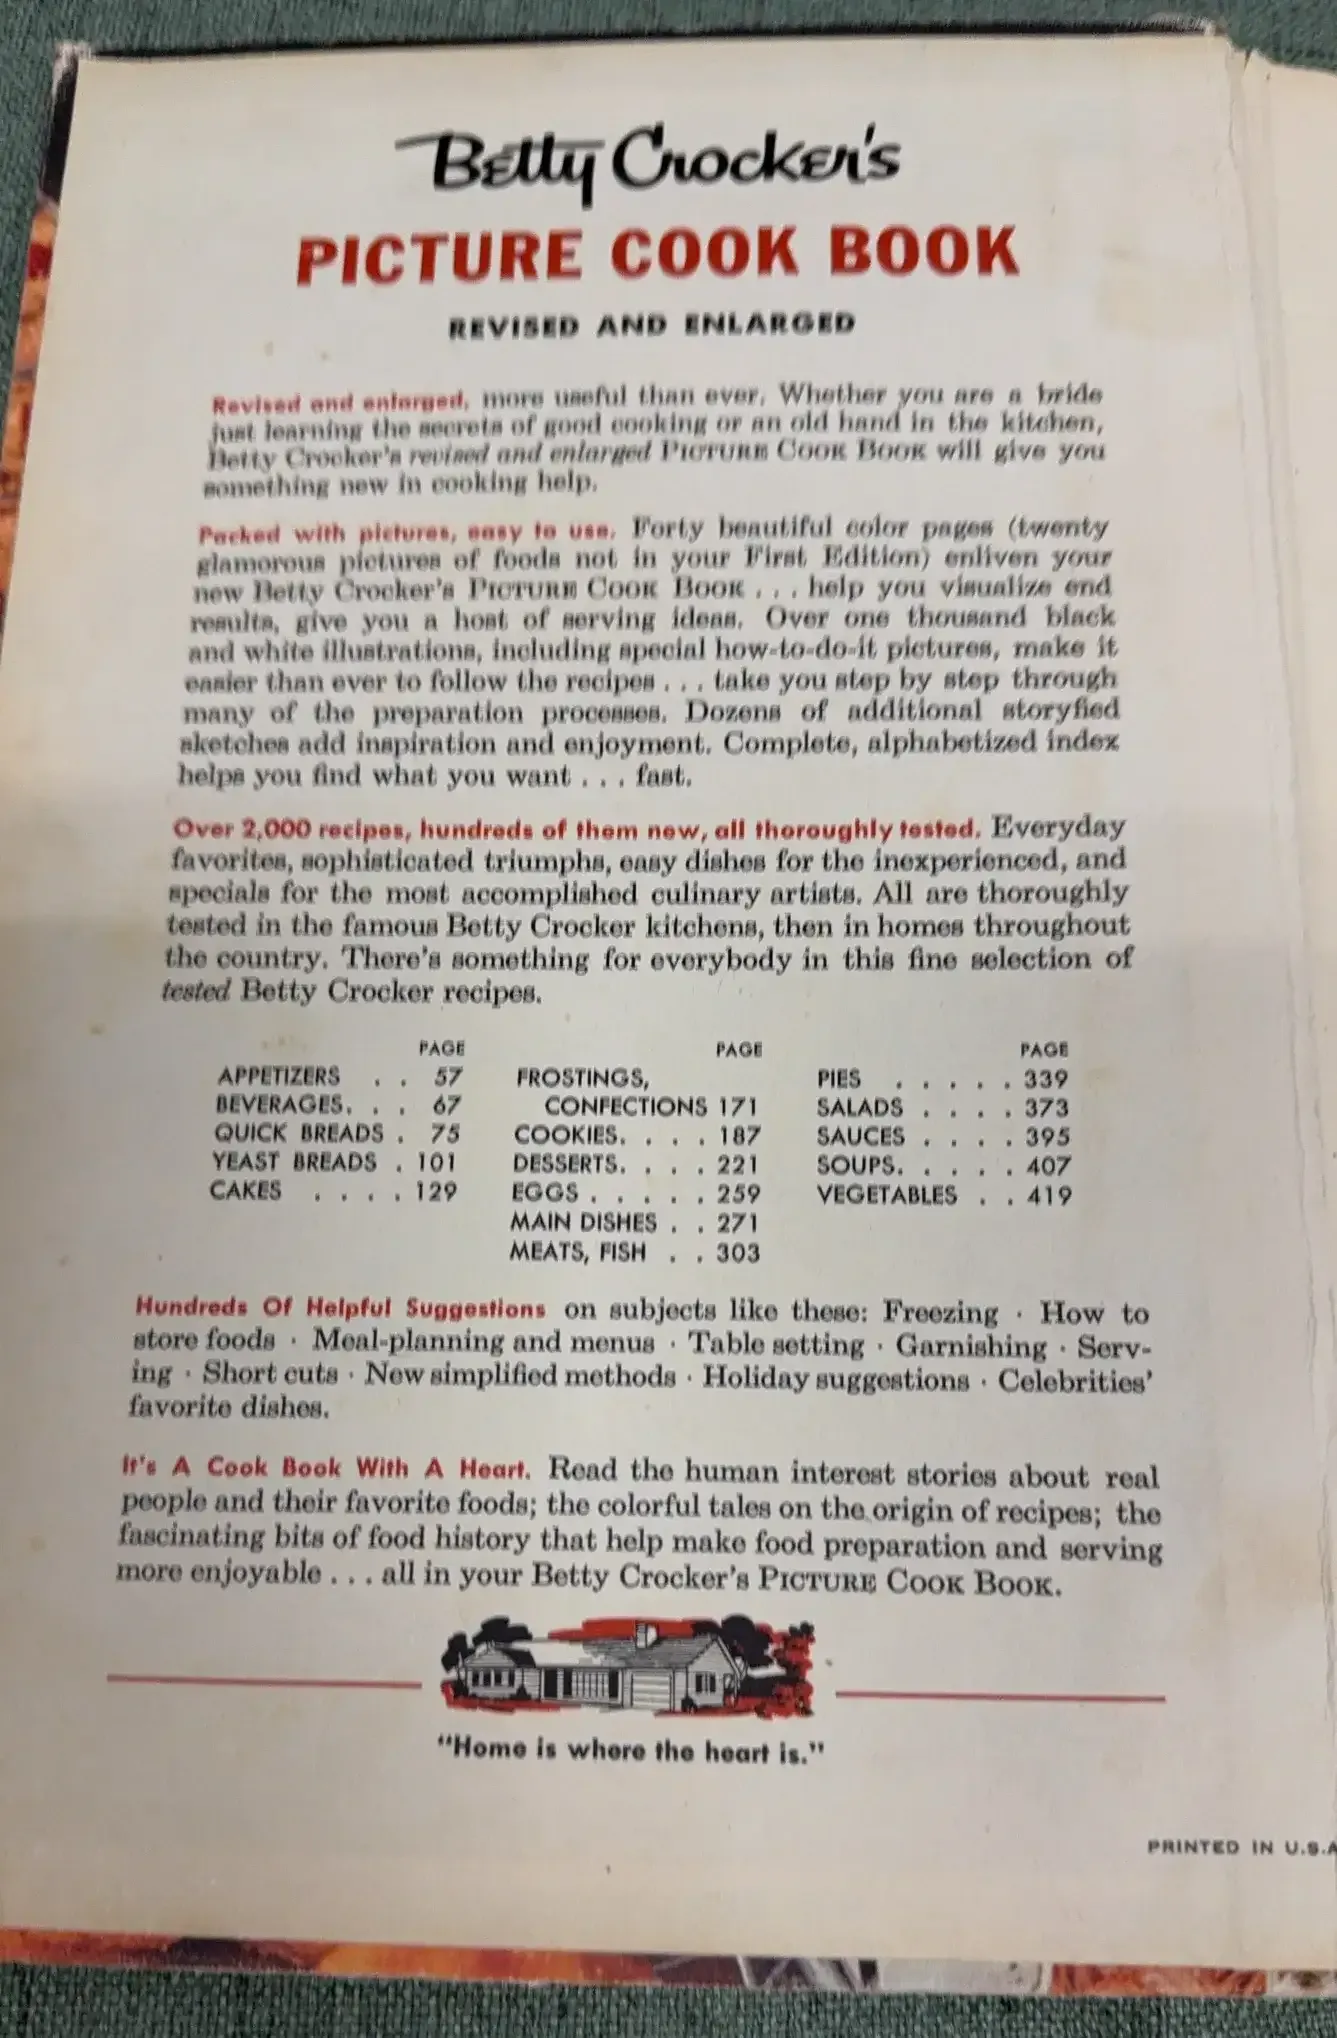 Betty Crocker's
PICTURE COOK BOOK
REVISED AND ENLARGED
Revised and enlarged, more useful than ever. Whether you are a bride
just learning the secrets of good cooking or an old hand in the kitchen,
Betty Crocker's revised and enlarged PICTURE COOK BOOK will give you
something new in cooking help.
Packed with pictures, easy to use. Forty beautiful color pages (twenty
glamorous pictures of foods not in your First Edition) enliven your
new Betty Crocker's PICTURE COOK BOOK . . . help you visualize end
results, give you a host of serving ideas. Over one thousand black
and white illustrations, including special how-to-do-it pictures, make it
easier than ever to follow the recipes . . . take you step by step through
many of the preparation processes. Dozens of additional storyfied
sketches add inspiration and enjoyment. Complete, alphabetized index
helps you find what you want . . . fast.
Over 2,000 recipes, hundreds of them new, all thoroughly tested. Everyday
favorites, sophisticated triumphs, easy dishes for the inexperienced, and
specials for the most accomplished culinary artists. All are thoroughly
tested in the famous Betty Crocker kitchens, then in homes throughout
the country. There's something for everybody in this fine selection of
tested Betty Crocker recipes.
PAGE
APPETIZERS . . 57
BEVERAGES. . . 67
QUICK BREADS . 75
YEAST BREADS . 101
CAKES . . . . 129
PAGE
FROSTINGS,
CONFECTIONS 171
COOKIES. . . . 187
DESSERTS. . . . 221
EGGS . . . . . 259
MAIN DISHES . . 271
MEATS, FISH . . 303
PAGE
PIES . . . . . 339
SALADS . . . . 373
SAUCES . . . . 395
SOUPS. . . . . 407
VEGETABLES . . 419
Hundreds Of Helpful Suggestions on subjects like these: Freezing · How to
store foods · Meal-planning and menus · Table setting · Garnishing · Serv-
ing · Short cuts · New simplified methods · Holiday suggestions · Celebrities'
favorite dishes.
It's A Cook Book With A Heart. Read the human interest stories about real
people and their favorite foods; the colorful tales on the origin of recipes; the
fascinating bits of food history that help make food preparation and serving
more enjoyable . . . all in your Betty Crocker's PICTURE COOK BOOK.
"Home is where the heart is."
PRINTED IN U.S.A